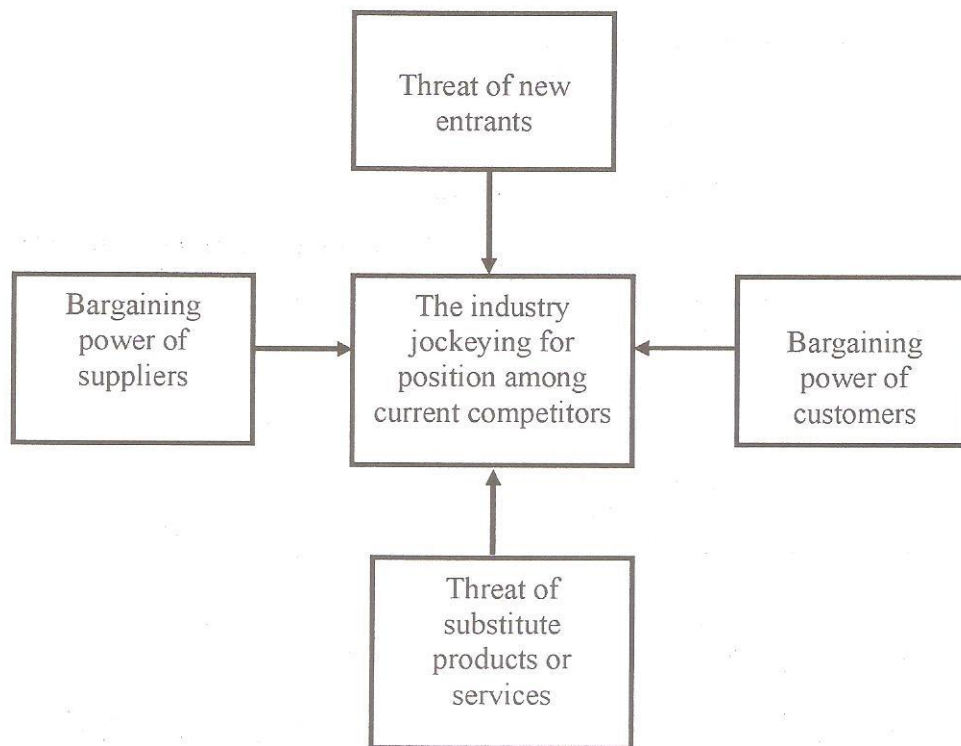 Threat of new
entrants
Bargaining
power of
suppliers
The industry
jockeying for
position among
current competitors
Bargaining
power of
customers
Threat of
substitute
products or
services